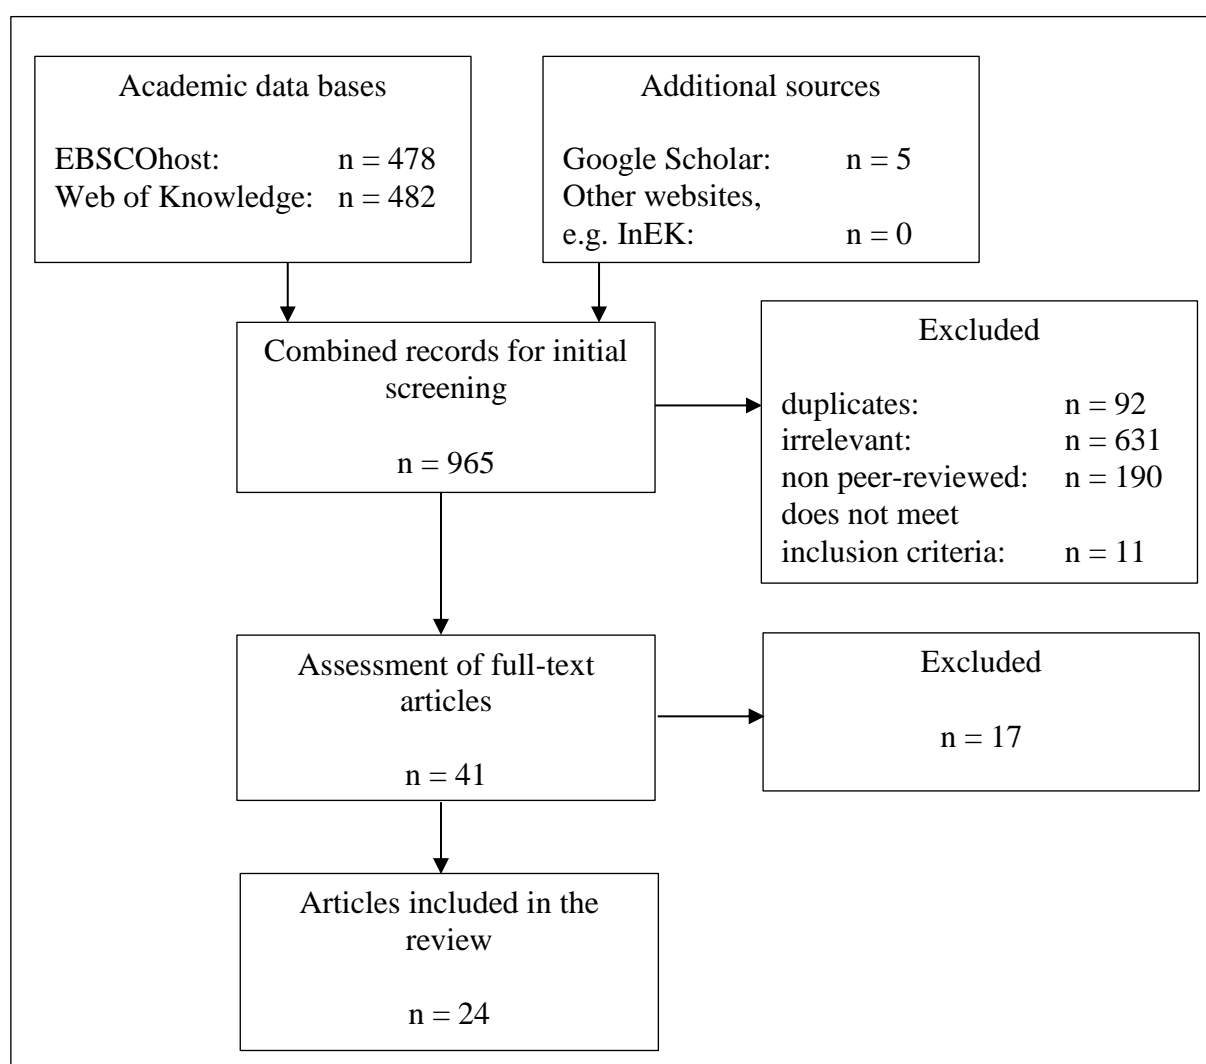 Academic data bases
EBSCOhost: n = 478
Web of Knowledge: n = 482
Additional sources
Google Scholar: n = 5
Other websites,
e.g. InEK: n = 0
Combined records for initial
screening
n = 965
Excluded
duplicates: n = 92
irrelevant: n = 631
non peer-reviewed: n = 190
does not meet
inclusion criteria: n = 11
Assessment of full-text
articles
n = 41
Excluded
n = 17
Articles included in the
review
n = 24